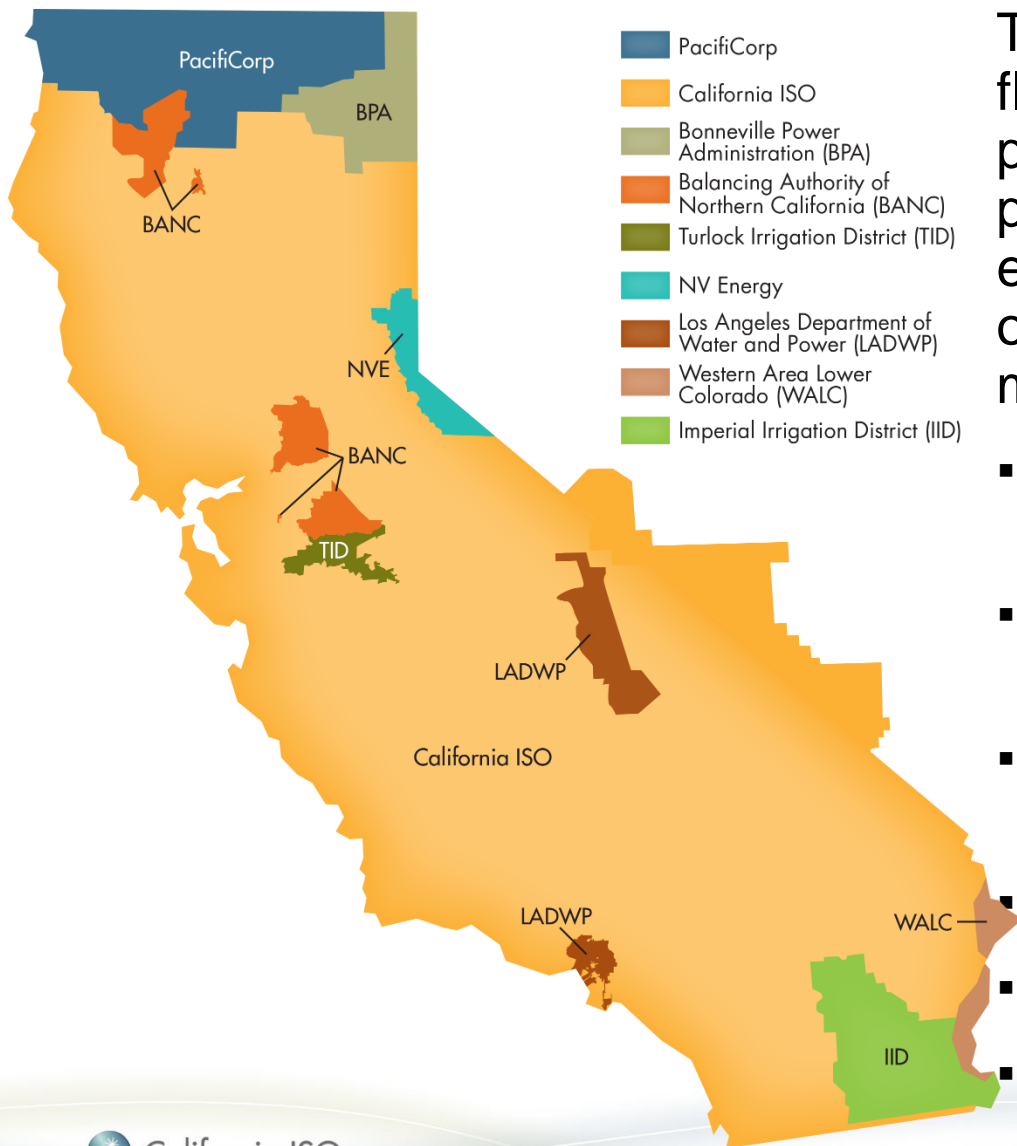 PacifiCorp
BPA
BANC
NVE
BANC
TID
LADWP
California ISO
LADWP
WALC
IID
PacifiCorp
California ISO
Bonneville Power
Administration (BPA)
Balancing Authority of
Northern California (BANC)
Turlock Irrigation District (TID)
NV Energy
Los Angeles Department of
Water and Power (LADWP)
Western Area Lower
Colorado (WALC)
Imperial Irrigation District (IID)
California ISO